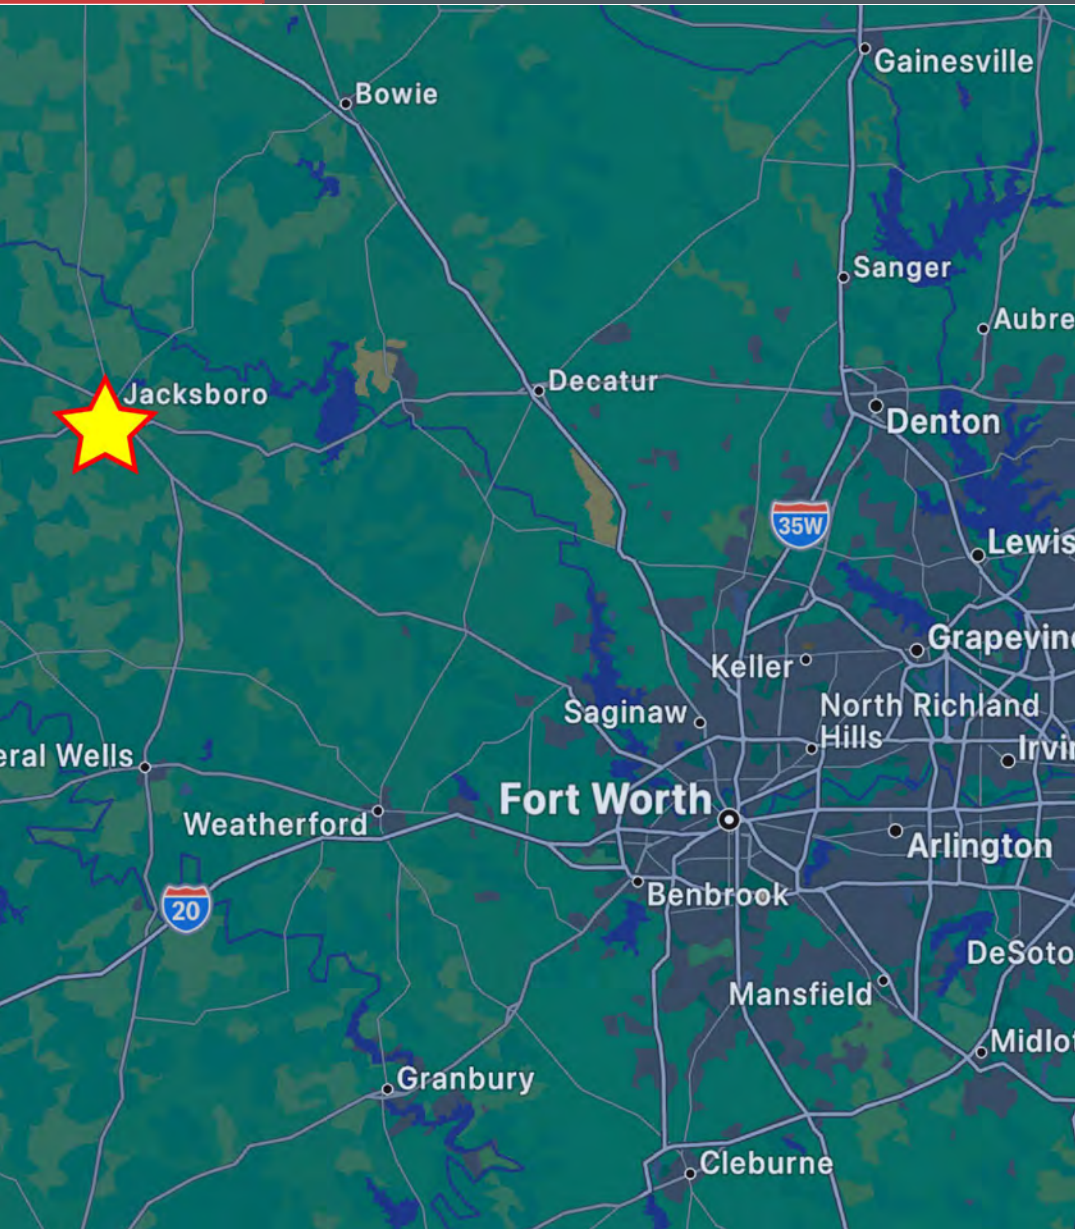 Gainesville
Bowie
Sanger
Aubre
Jacksboro
Decatur
Denton
35W
Lewis
Grapevine
Keller
North Richland
Hills
Saginaw
Irvin
eral Wells
Fort Worth
Weatherford
Arlington
Benbrook
20
DeSoto
Mansfield
Midlot
Granbury
Cleburne